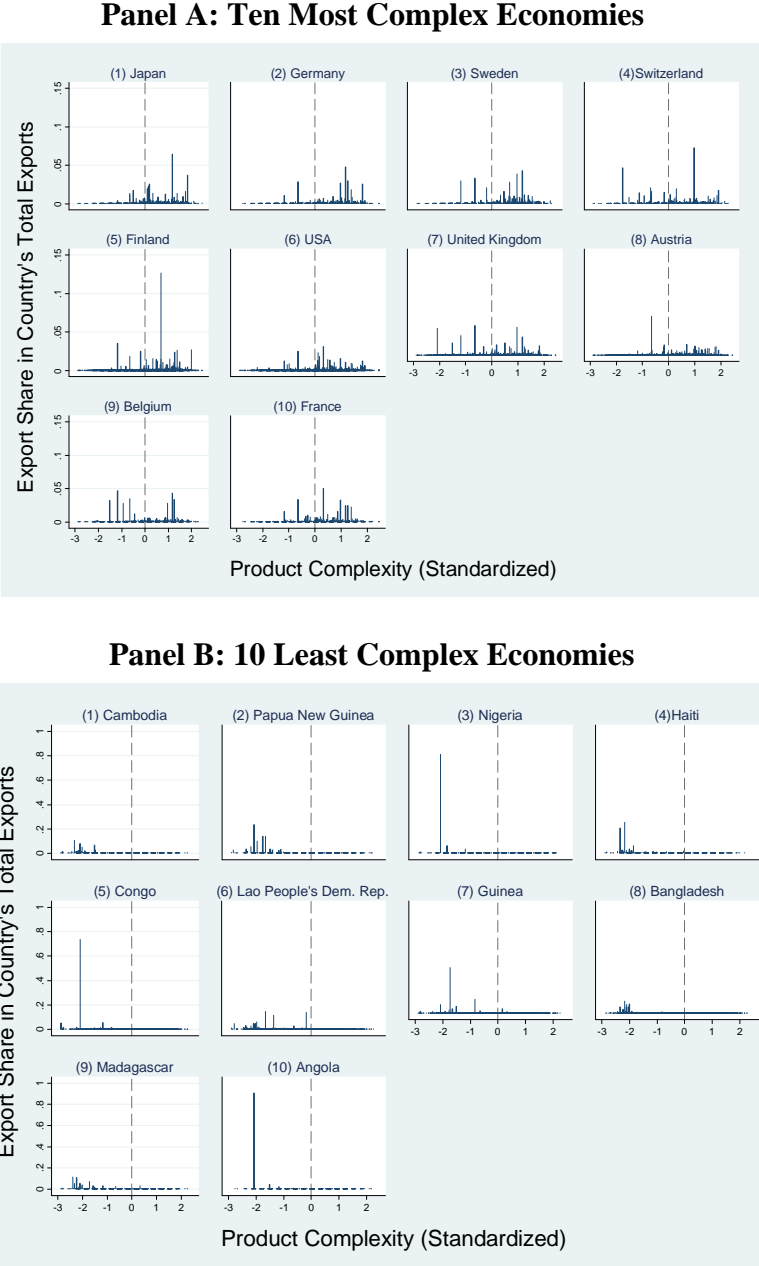 Panel A: Ten Most Complex Economies
Export Share in Country's Total Exports
(1) Japan
(2) Germany
(3) Sweden
(4)Switzerland
0 .05 .1 .15
(5) Finland
(6) USA
(7) United Kingdom
(8) Austria
0 .05 .1 .15
-3 -2 -1 0 1 2
-3 -2 -1 0 1 2
(9) Belgium
(10) France
0 .05 .1 .15
-3 -2 -1 0 1 2
-3 -2 -1 0 1 2
Product Complexity (Standardized)
Panel B: 10 Least Complex Economies
Export Share in Country's Total Exports
(1) Cambodia
(2) Papua New Guinea
(3) Nigeria
(4)Haiti
0 .2 .4 .6 .8 1
(5) Congo
(6) Lao People's Dem. Rep.
(7) Guinea
(8) Bangladesh
0 .2 .4 .6 .8 1
-3 -2 -1 0 1 2
-3 -2 -1 0 1 2
(9) Madagascar
(10) Angola
0 .2 .4 .6 .8 1
-3 -2 -1 0 1 2
-3 -2 -1 0 1 2
Product Complexity (Standardized)